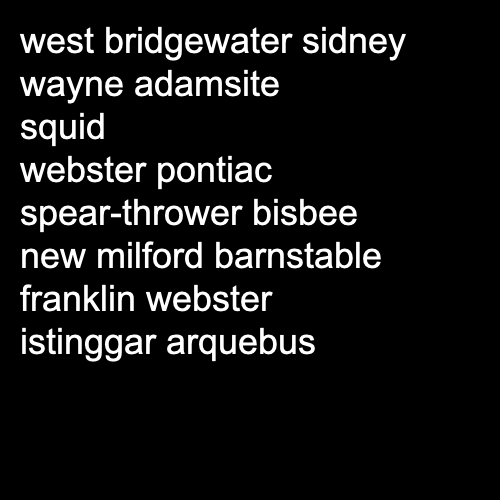 west bridgewater sidney
wayne adamsite
squid
webster pontiac
spear-thrower bisbee
new milford barnstable
franklin webster
istinggar arquebus